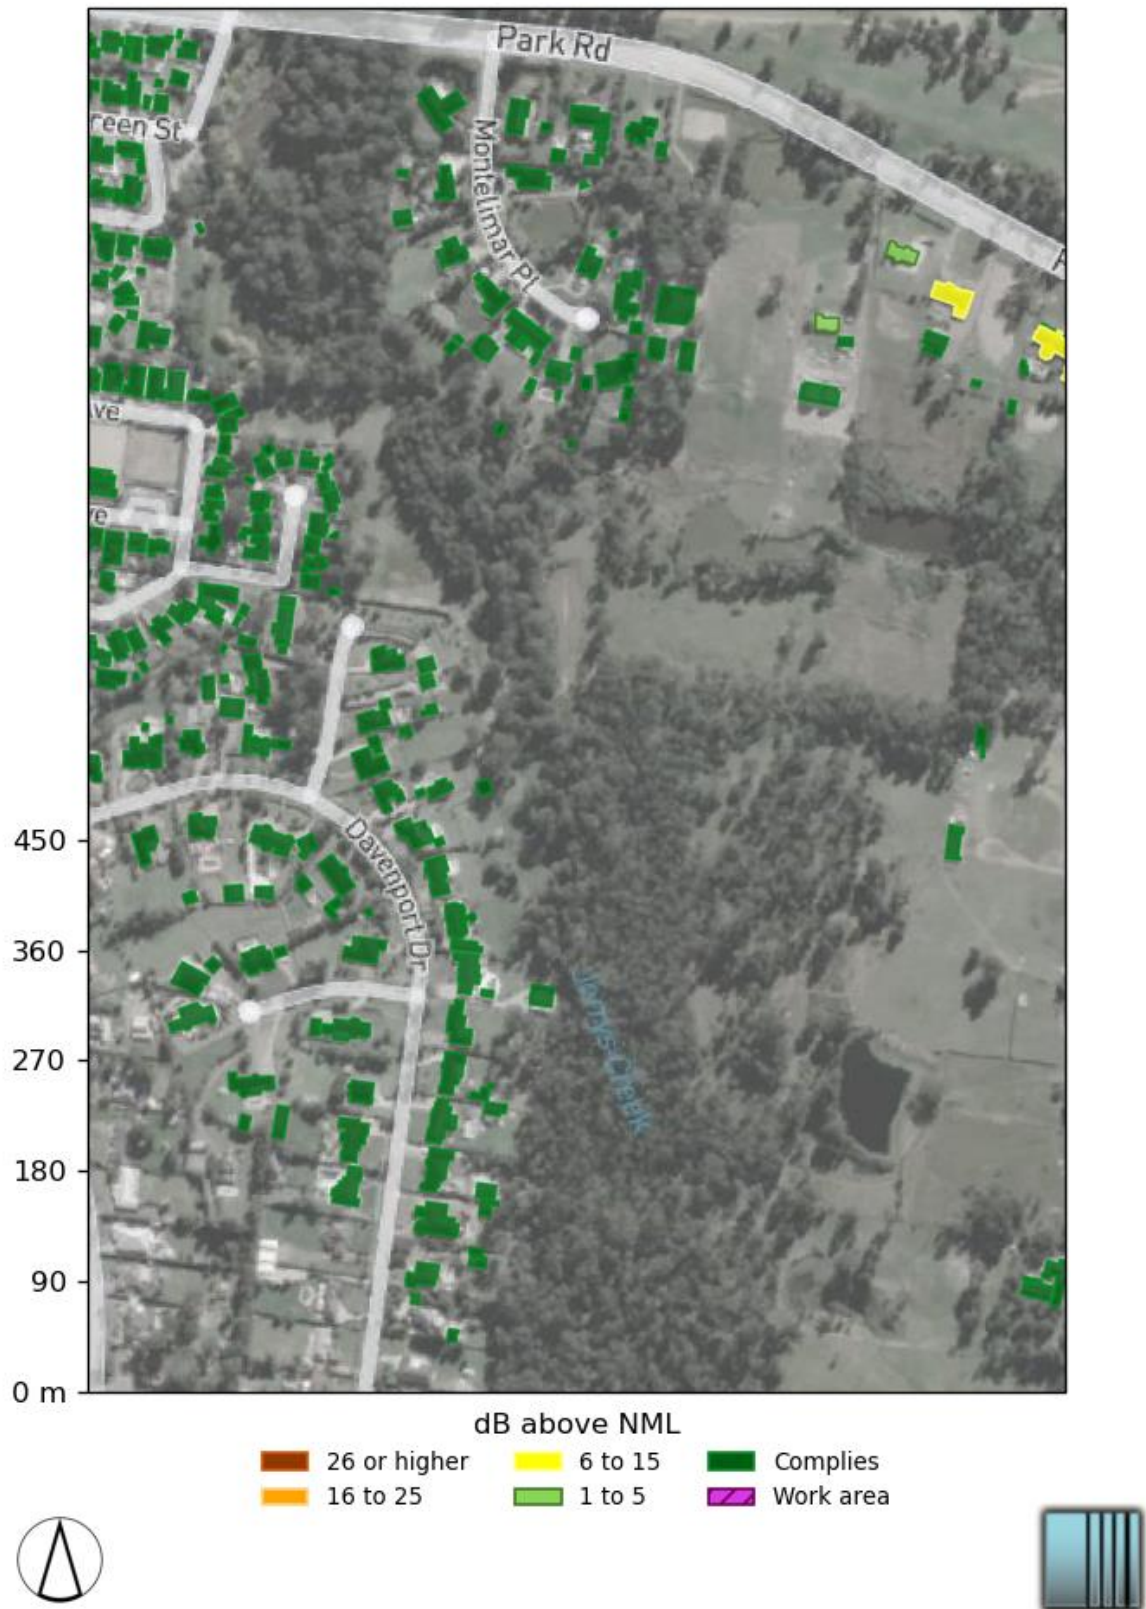 Park Rd
reen St
Montelimar Pl
ve
ve
Davenport Dr
450
360
270
180
90
0 m
dB above NML
26 or higher
6 to 15
Complies
16 to 25
1 to 5
Work area